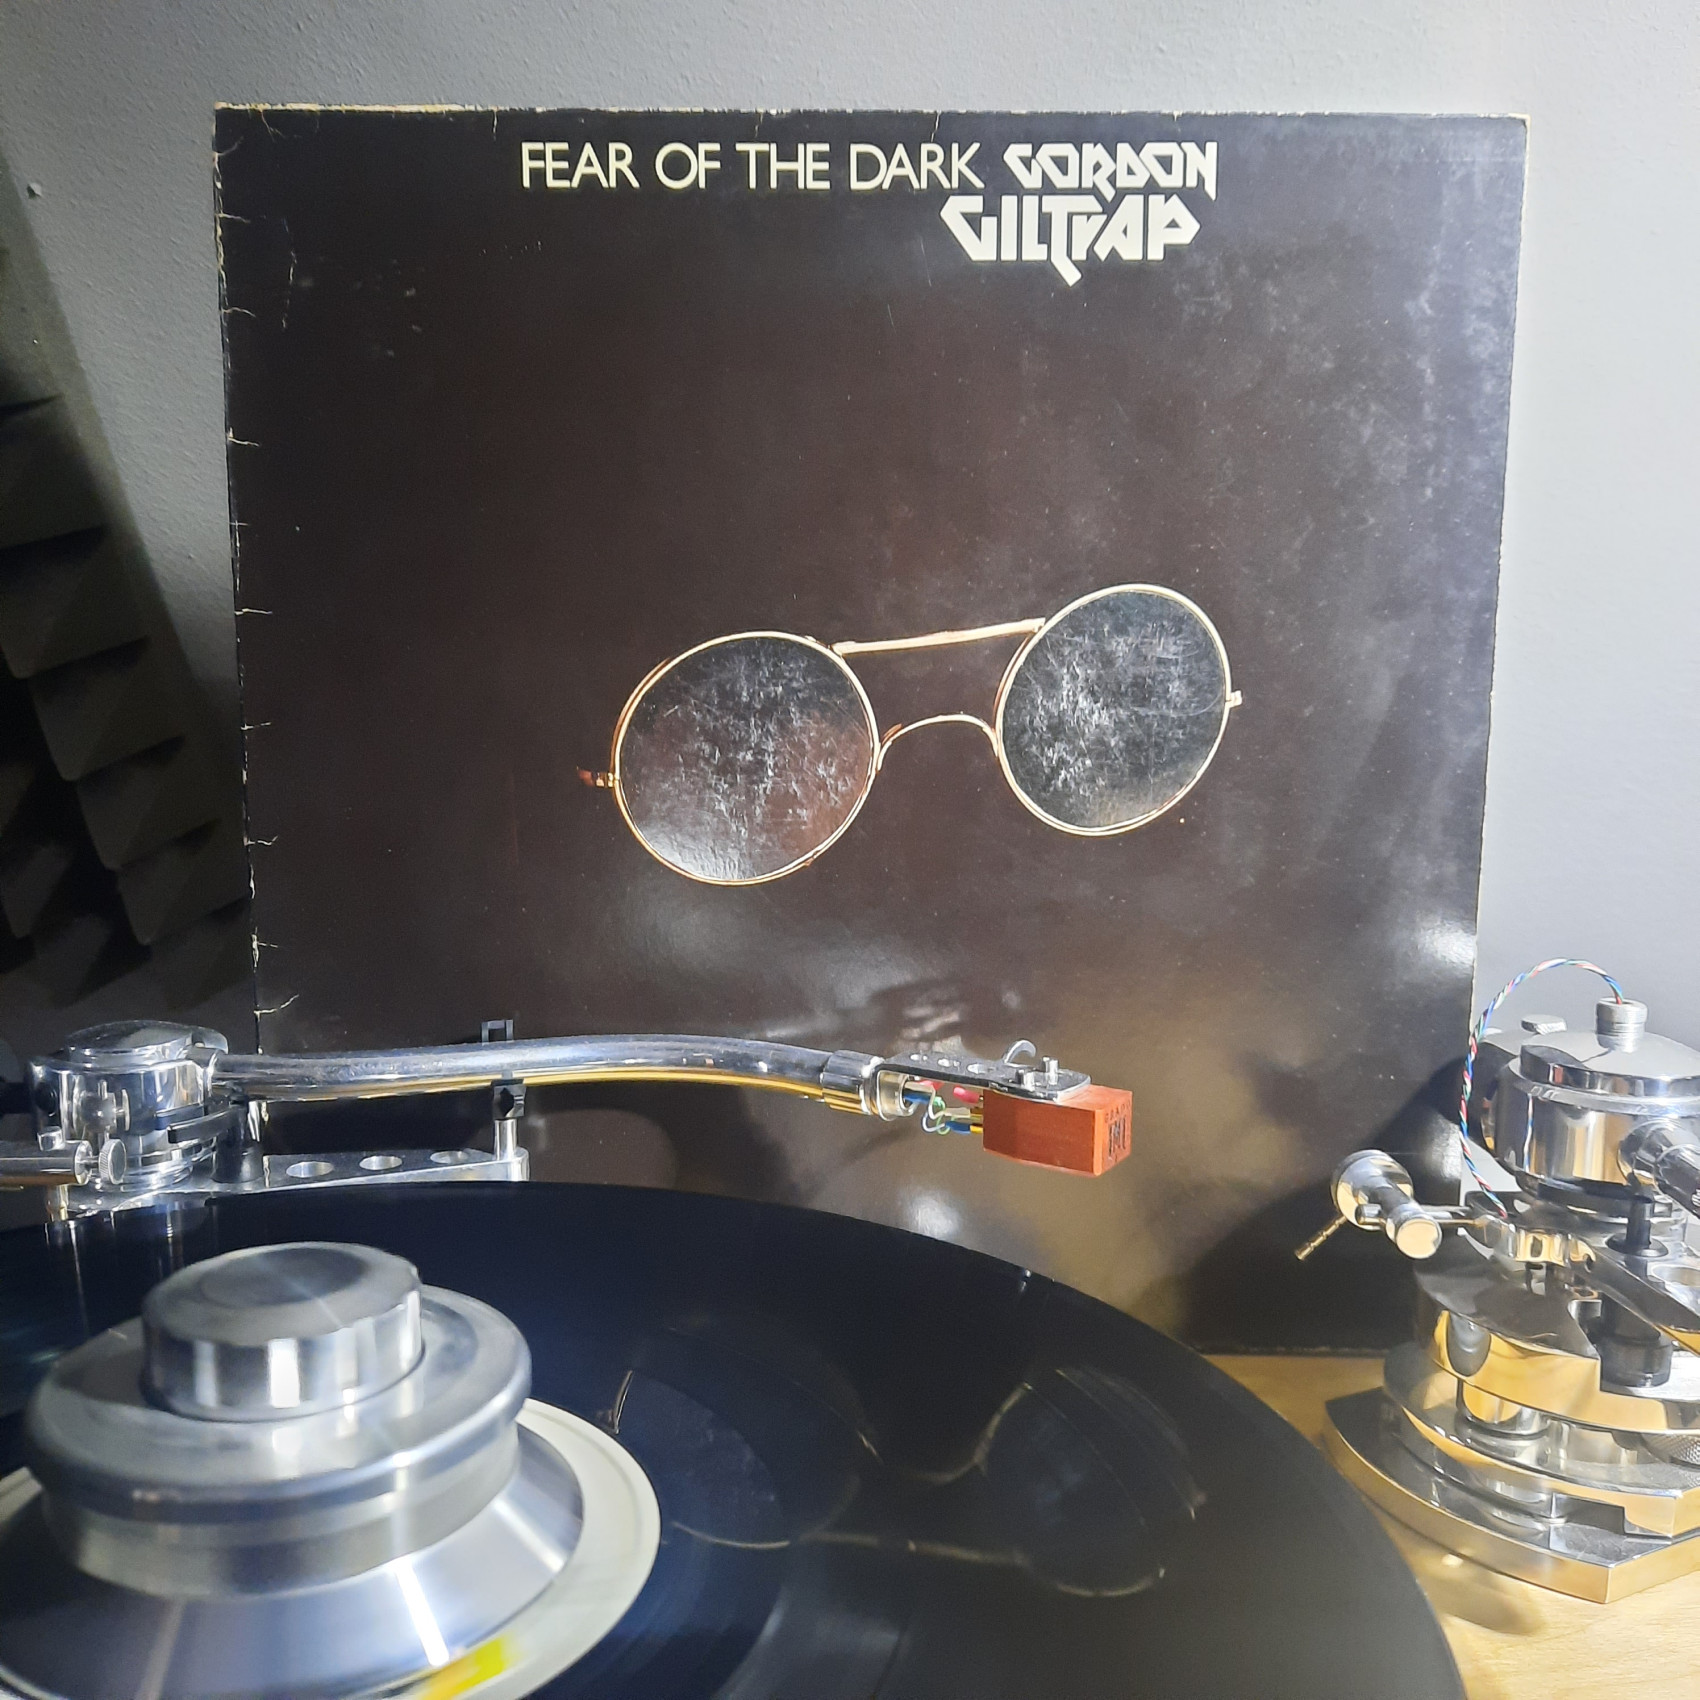 FEAR OF THE DARK GORDON
GILTRAP